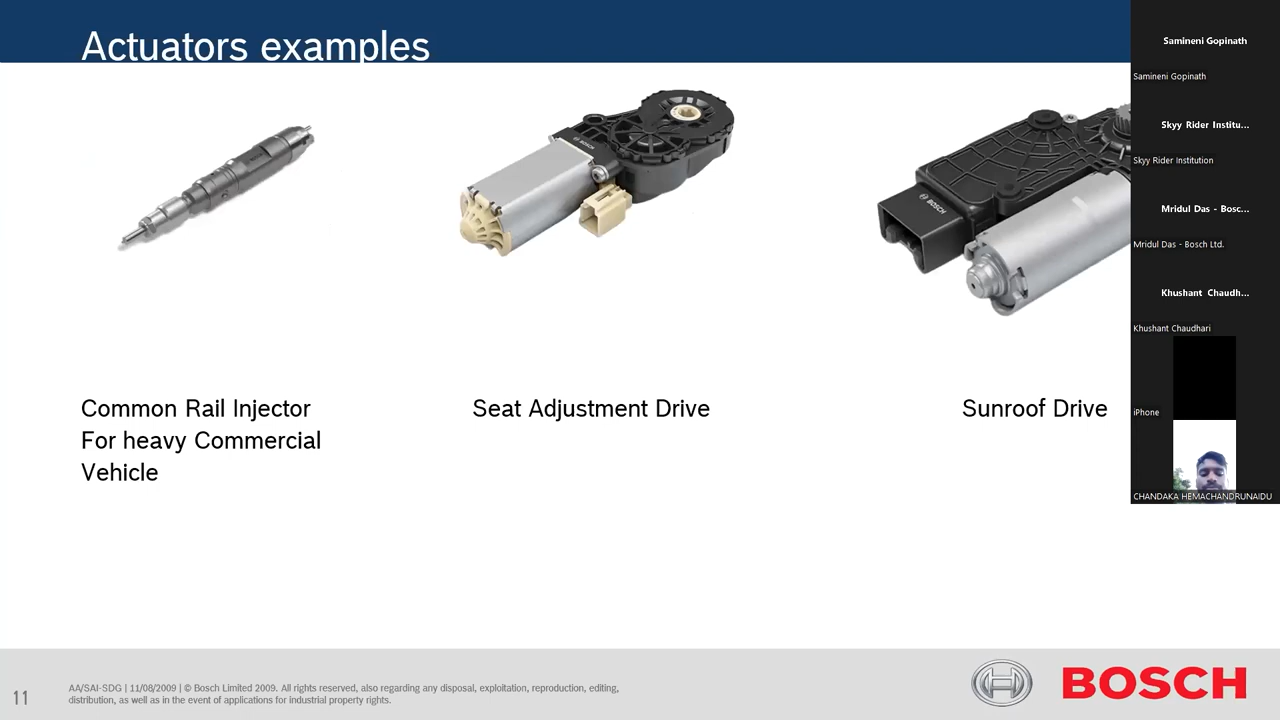 Actuators examples
BOSCH
BOSCH
Common Rail Injector
For heavy Commercial
Vehicle
Seat Adjustment Drive
Sunroof Drive
Samineni Gopinath
Samineni Gopinath
Skyy Rider Institu...
Skyy Rider Institution
Mridul Das - Bosc...
Mridul Das - Bosch Ltd.
Khushant Chaudh...
Khushant Chaudhari
iPhone
CHANDAKA HEMACHANDRUNAIDU
11
AA/SAI-SDG | 11/08/2009 | © Bosch Limited 2009. All rights reserved, also regarding any disposal, exploitation, reproduction, editing,
distribution, as well as in the event of applications for industrial property rights.
BOSCH